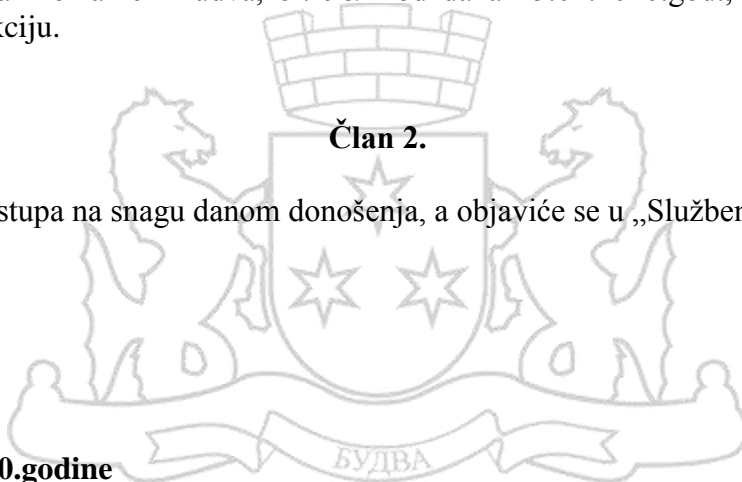 kciju.
Član 2.
stupa na snagu danom donošenja, a objaviće se u „Služben
БУДВА
0.godine